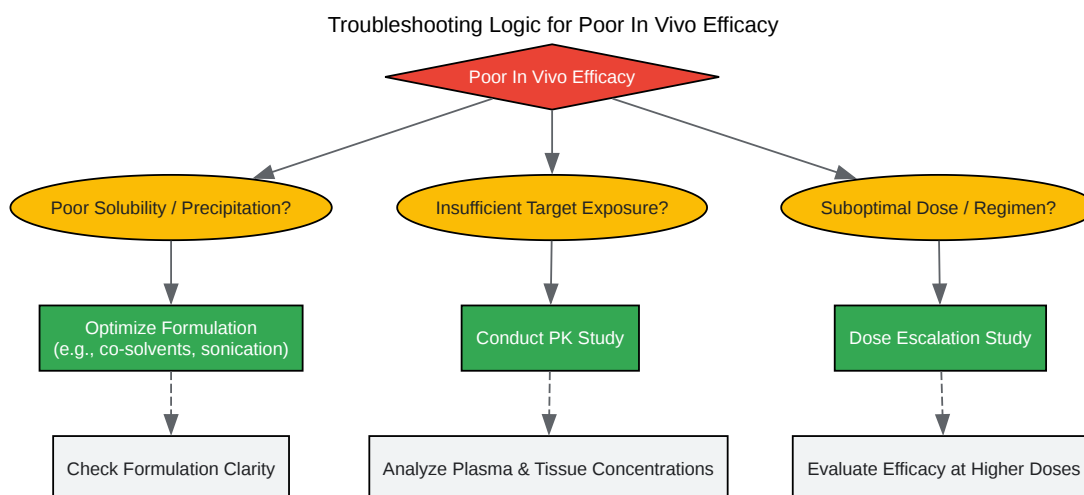 Troubleshooting Logic for Poor In Vivo Efficacy
Poor In Vivo Efficacy
Poor Solubility / Precipitation?
Insufficient Target Exposure?
Suboptimal Dose / Regimen?
Optimize Formulation
(e.g., co-solvents, sonication)
Conduct PK Study
Dose Escalation Study
Check Formulation Clarity
Analyze Plasma & Tissue Concentrations
Evaluate Efficacy at Higher Doses